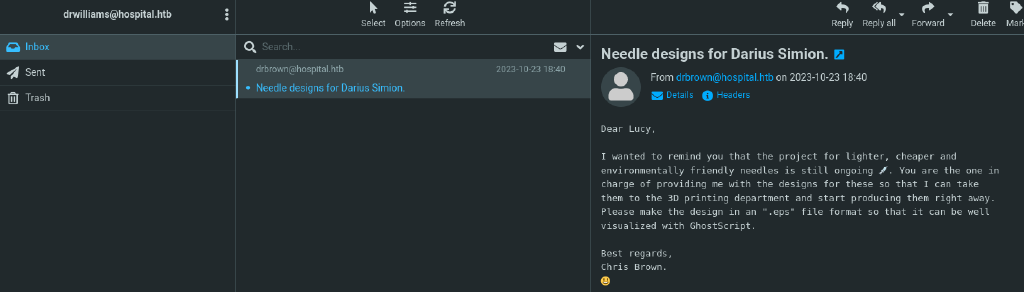 drwilliams@hospital.htb
Select Options Refresh
Reply Reply all Forward Delete Mark
Inbox
Sent
Trash
Search...
drbrown@hospital.htb 2023-10-23 18:40
Needle designs for Darius Simion.
Needle designs for Darius Simion.
From drbrown@hospital.htb on 2023-10-23 18:40
Details Headers
Dear Lucy,
I wanted to remind you that the project for lighter, cheaper and
environmentally friendly needles is still ongoing 💉. You are the one in
charge of providing me with the designs for these so that I can take
them to the 3D printing department and start producing them right away.
Please make the design in an ".eps" file format so that it can be well
visualized with GhostScript.
Best regards,
Chris Brown.
😃